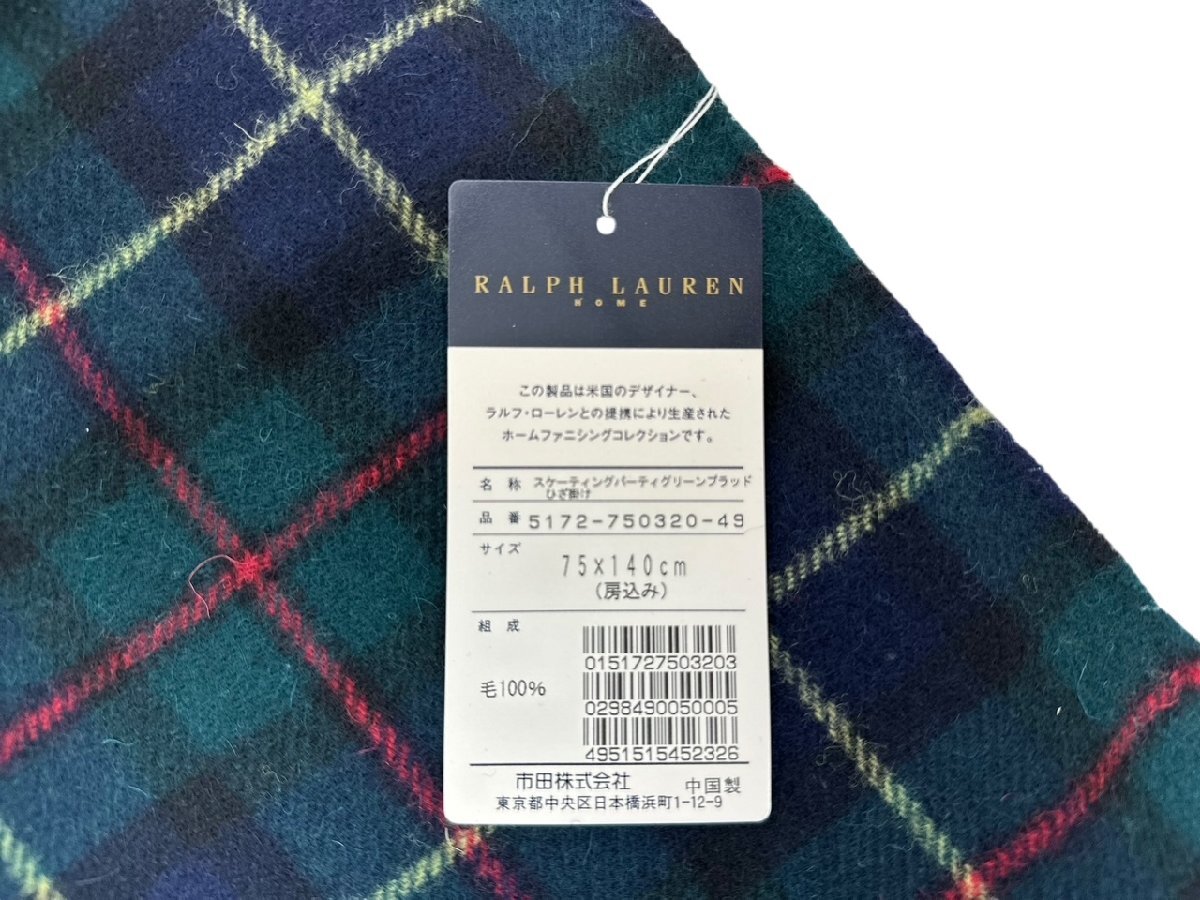 RALPH LAUREN
HOME
この製品は米国のデザイナー、
ラルフ・ローレンとの提携により生産された
ホームファニシングコレクションです。
名 称 スケーティングパーティグリーンプラッド
ひざ掛け
品 番 5172-750320-49
サイズ
75×140cm
(房込み)
組 成
毛100%
0151727503203
0298490050005
4951515452326
市田株式会社 中国製
東京都中央区日本橋浜町1-12-9